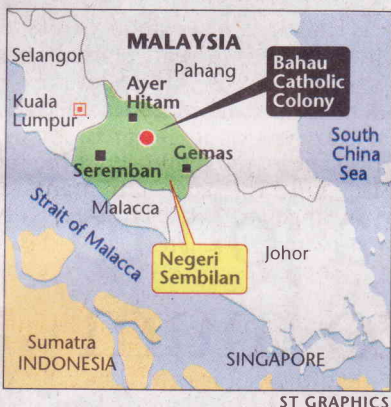 MALAYSIA
Selangor
Pahang
Bahau
Catholic
Colony
Ayer
Hitam
Kuala
Lumpur
South
China
Sea
Gemas
Seremban
Malacca
Strait of Malacca
Negeri
Sembilan
Johor
Sumatra
INDONESIA
SINGAPORE
ST GRAPHICS